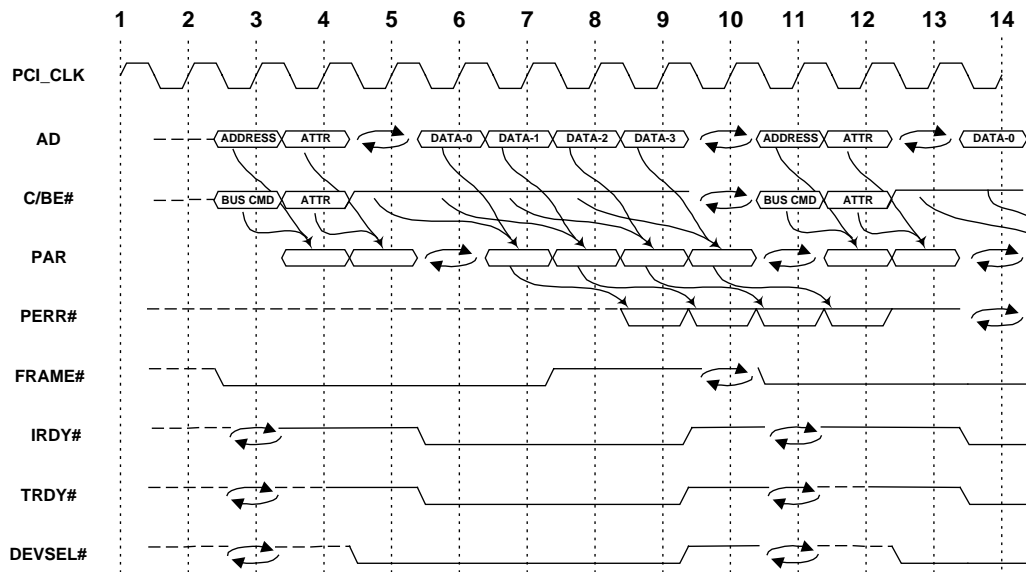 1 2 3 4 5 6 7 8 9 10 11 12 13 14
PCI_CLK
AD ADDRESS ATTR DATA-0 DATA-1 DATA-2 DATA-3 ADDRESS ATTR DATA-0
C/BE# BUS CMD ATTR BUS CMD ATTR
PAR
PERR#
FRAME#
IRDY#
TRDY#
DEVSEL#